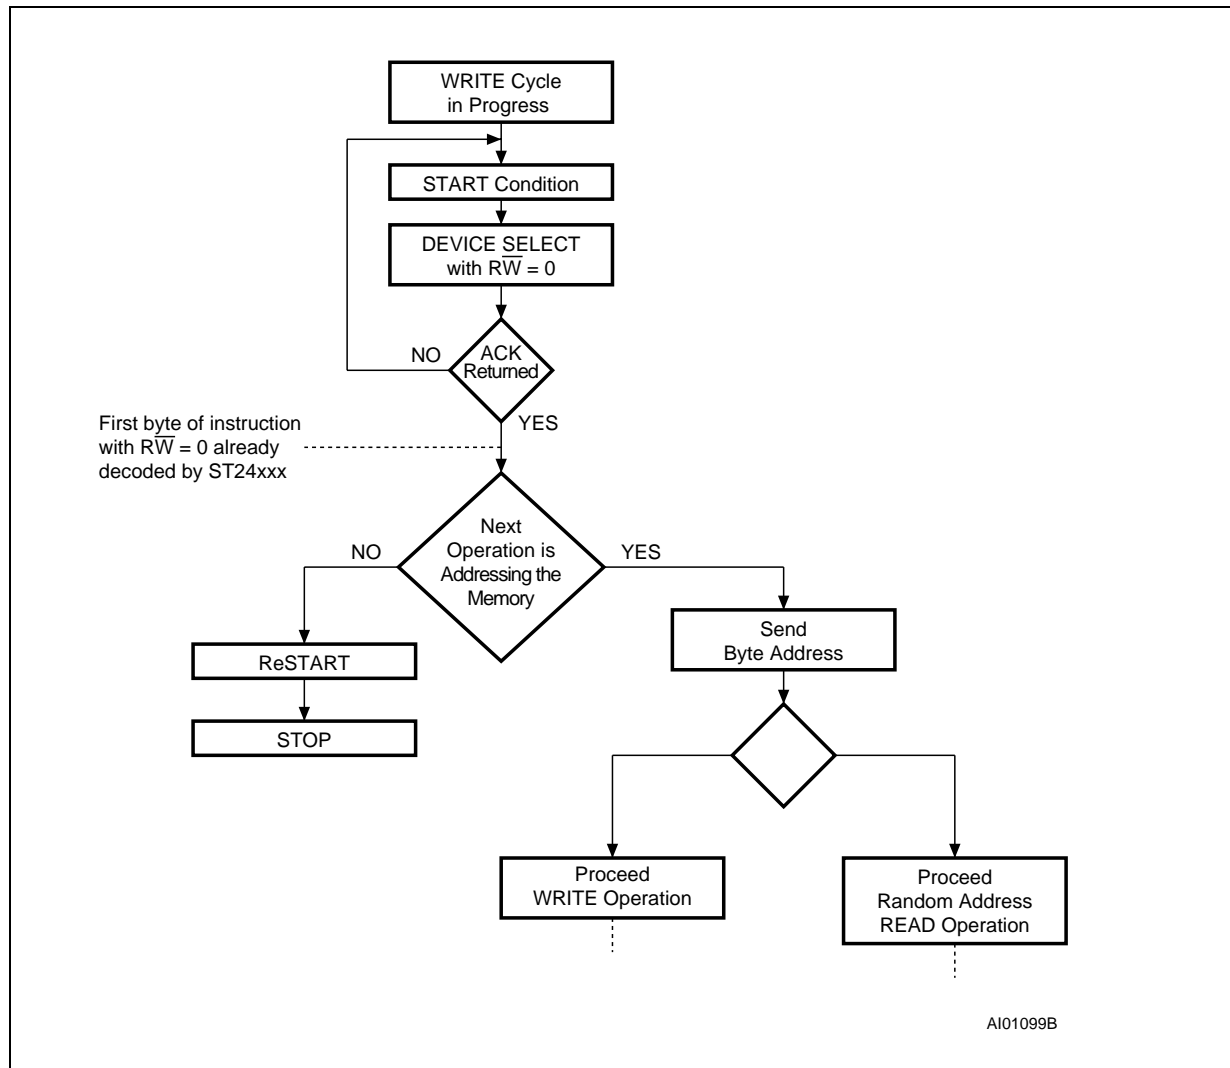 WRITE Cycle
in Progress
START Condition
DEVICE SELECT
with RW̅ = 0
NO
ACK
Returned
YES
First byte of instruction
with RW̅ = 0 already
decoded by ST24xxx
NO
Next
Operation is
Addressing the
Memory
YES
Send
Byte Address
ReSTART
STOP
Proceed
WRITE Operation
Proceed
Random Address
READ Operation
AI01099B